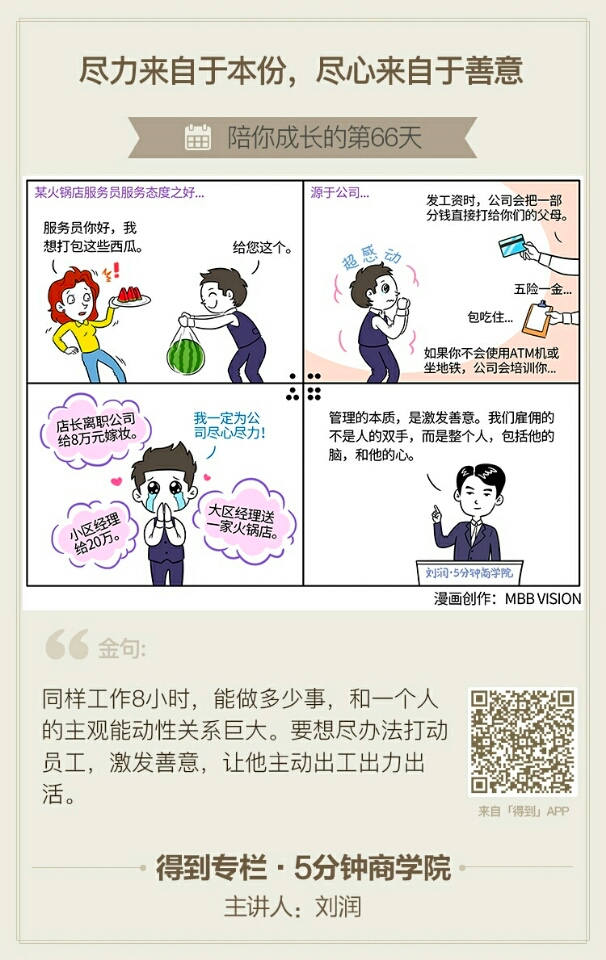 尽力来自于本份，尽心来自于善意
陪你成长的第66天
某火锅店服务员服务态度之好...
服务员你好，我
想打包这些西瓜。
给您这个。
源于公司...
发工资时，公司会把一部
分钱直接打给你们的父母。
超感动
五险一金...
包吃住...
如果你不会使用ATM机或
坐地铁，公司会培训你...
店长离职公司
给8万元嫁妆。
我一定为公
司尽心尽力！
小区经理
给20万。
大区经理送
一家火锅店。
管理的本质，是激发善意。我们雇佣的
不是人的双手，而是整个人，包括他的
脑，和他的心。
刘润·5分钟商学院
漫画创作：MBB VISION
金句:
同样工作8小时，能做多少事，和一个人
的主观能动性关系巨大。要想尽办法打动
员工，激发善意，让他主动出工出力出
活。
来自「得到」APP
得到专栏·5分钟商学院
主讲人：刘润